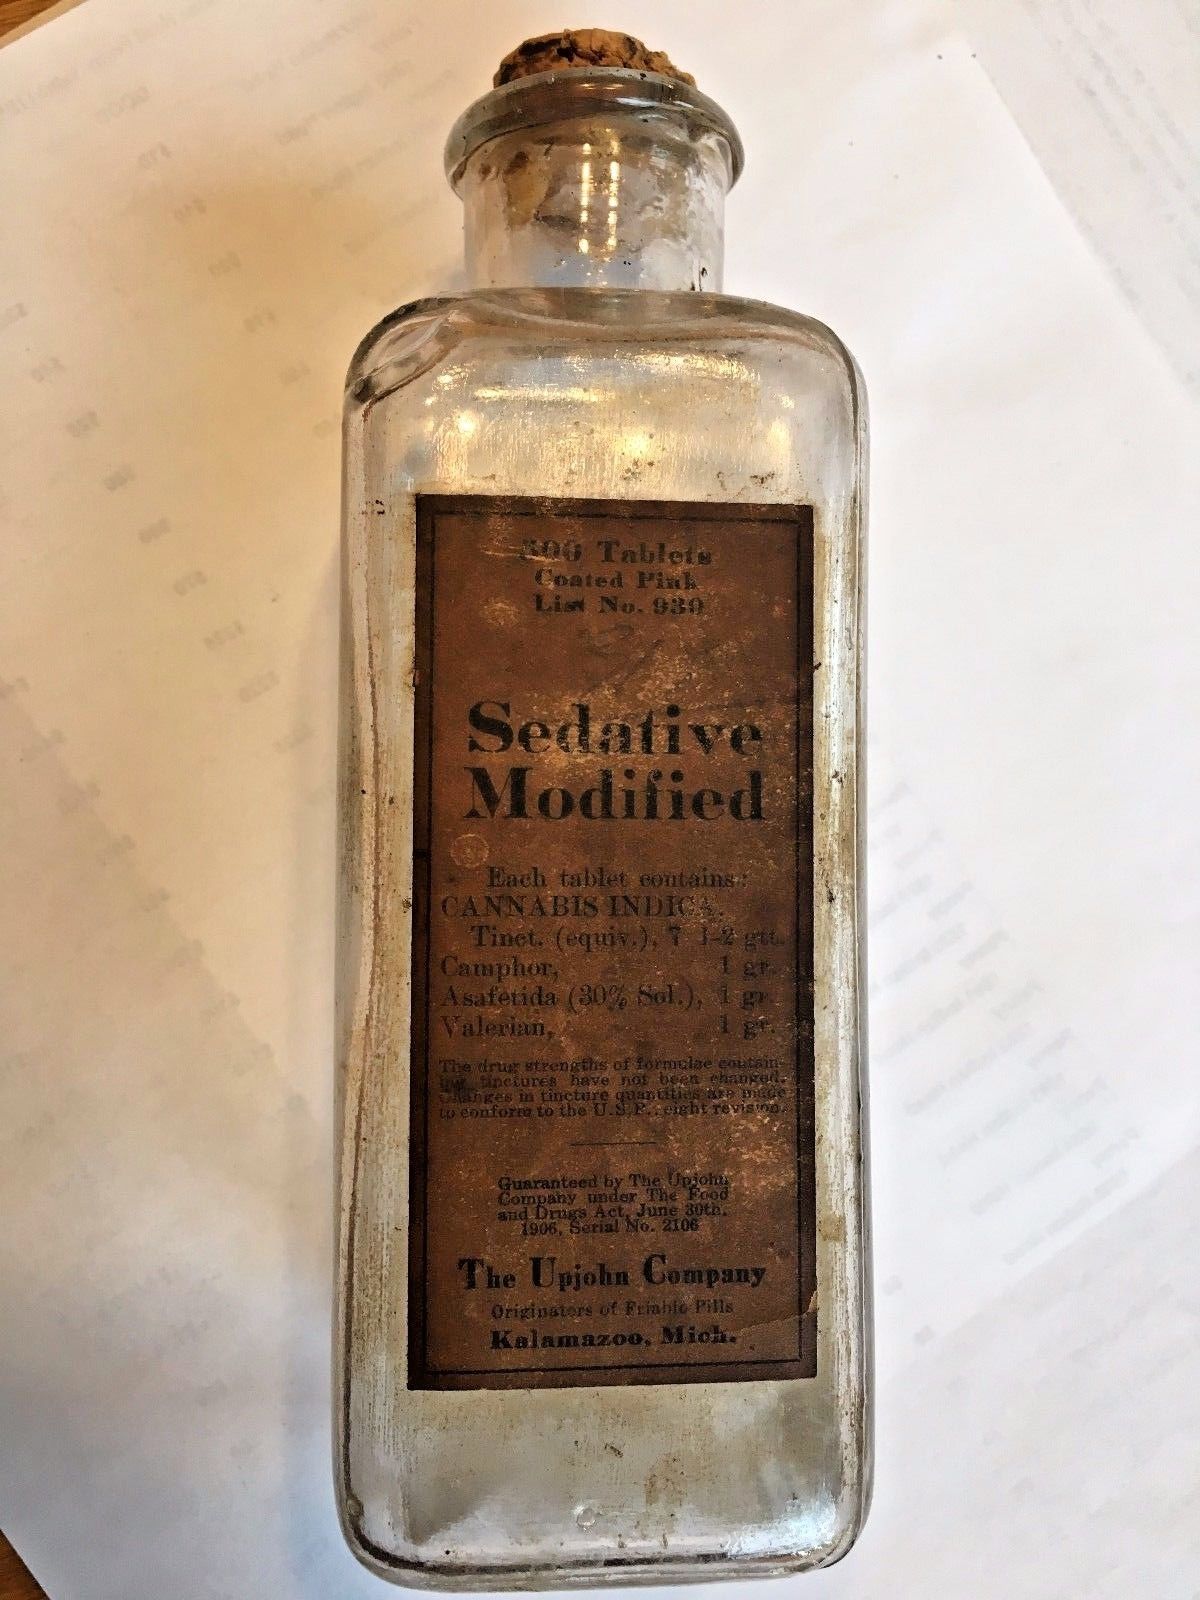 500 Tablets
Coated Pink
List No. 930
Sedative
Modified
Each tablet contains:
CANNABIS INDICA,
Tinct. (equiv.), 7 1-2 gtt.
Camphor, 1 gr.
Asafetida (30% Sol.), 1 gr.
Valerian, 1 gr.
The drug strengths of formulae contain-
ing tinctures have not been changed.
Changes in tincture quantities are made
to conform to the U.S.P., eight revision.
Guaranteed by The Upjohn
Company under The Food
and Drugs Act, June 30th,
1906, Serial No. 2106
The Upjohn Company
Originators of Friable Pills
Kalamazoo, Mich.